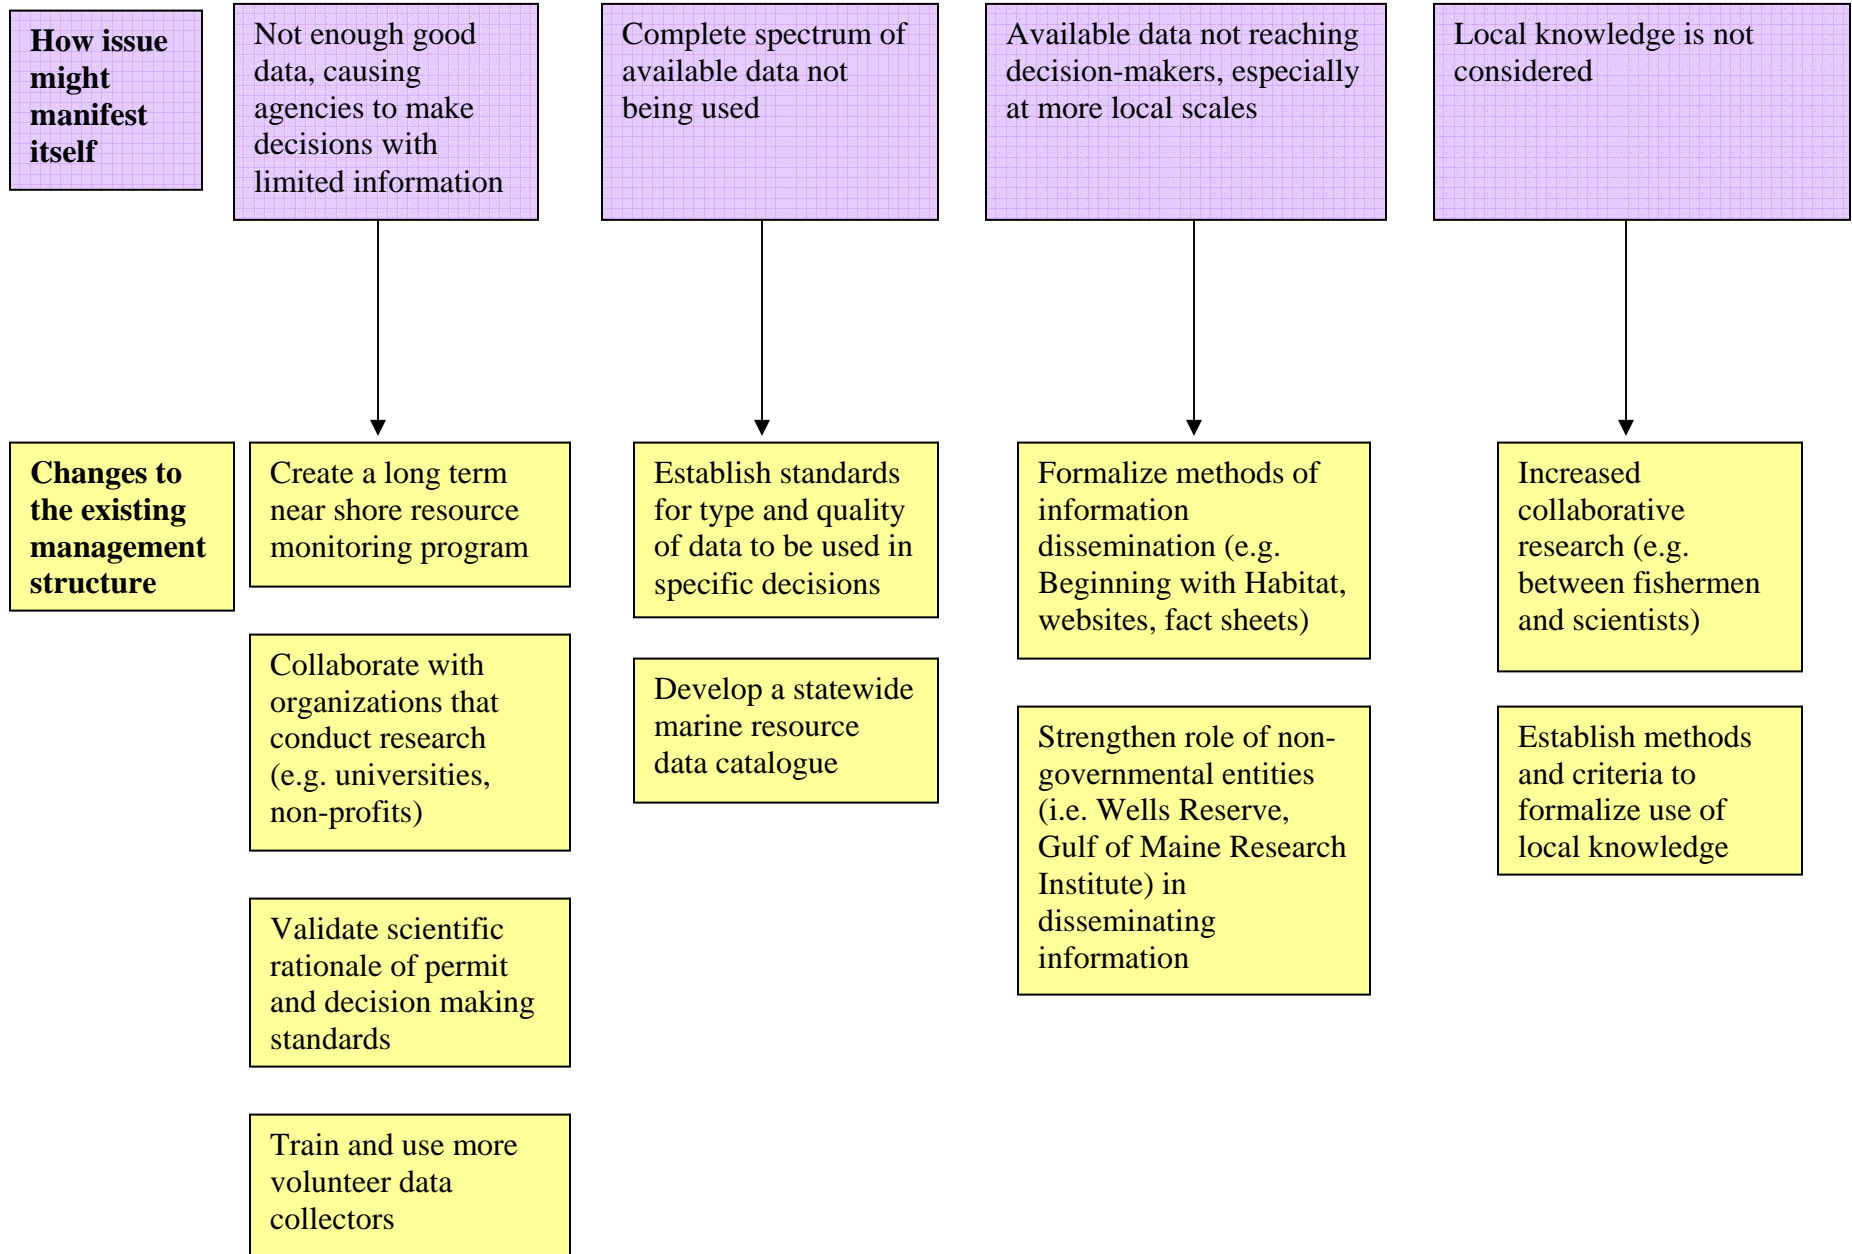 How issue
might
manifest
itself
Not enough good
data, causing
agencies to make
decisions with
limited information
Complete spectrum of
available data not
being used
Available data not reaching
decision-makers, especially
at more local scales
Local knowledge is not
considered
Changes to
the existing
management
structure
Create a long term
near shore resource
monitoring program
Collaborate with
organizations that
conduct research
(e.g. universities,
non-profits)
Validate scientific
rationale of permit
and decision making
standards
Train and use more
volunteer data
collectors
Establish standards
for type and quality
of data to be used in
specific decisions
Develop a statewide
marine resource
data catalogue
Formalize methods of
information
dissemination (e.g.
Beginning with Habitat,
websites, fact sheets)
Strengthen role of non-
governmental entities
(i.e. Wells Reserve,
Gulf of Maine Research
Institute) in
disseminating
information
Increased
collaborative
research (e.g.
between fishermen
and scientists)
Establish methods
and criteria to
formalize use of
local knowledge